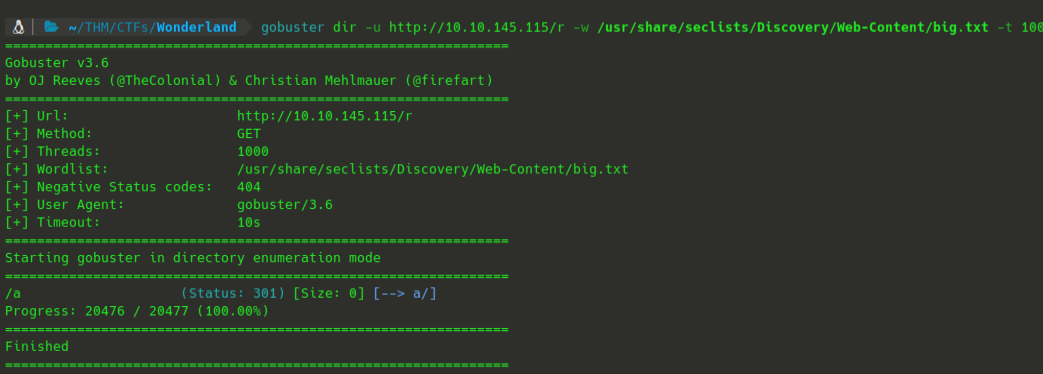 ~/THM/CTFs/Wonderland gobuster dir -u http://10.10.145.115/r -w /usr/share/seclists/Discovery/Web-Content/big.txt -t 100
===============================================================
Gobuster v3.6
by OJ Reeves (@TheColonial) & Christian Mehlmauer (@firefart)
===============================================================
[+] Url:                     http://10.10.145.115/r
[+] Method:                  GET
[+] Threads:                 1000
[+] Wordlist:                /usr/share/seclists/Discovery/Web-Content/big.txt
[+] Negative Status codes:   404
[+] User Agent:              gobuster/3.6
[+] Timeout:                 10s
===============================================================
Starting gobuster in directory enumeration mode
===============================================================
/a                    (Status: 301) [Size: 0] [--> a/]
Progress: 20476 / 20477 (100.00%)
===============================================================
Finished
===============================================================